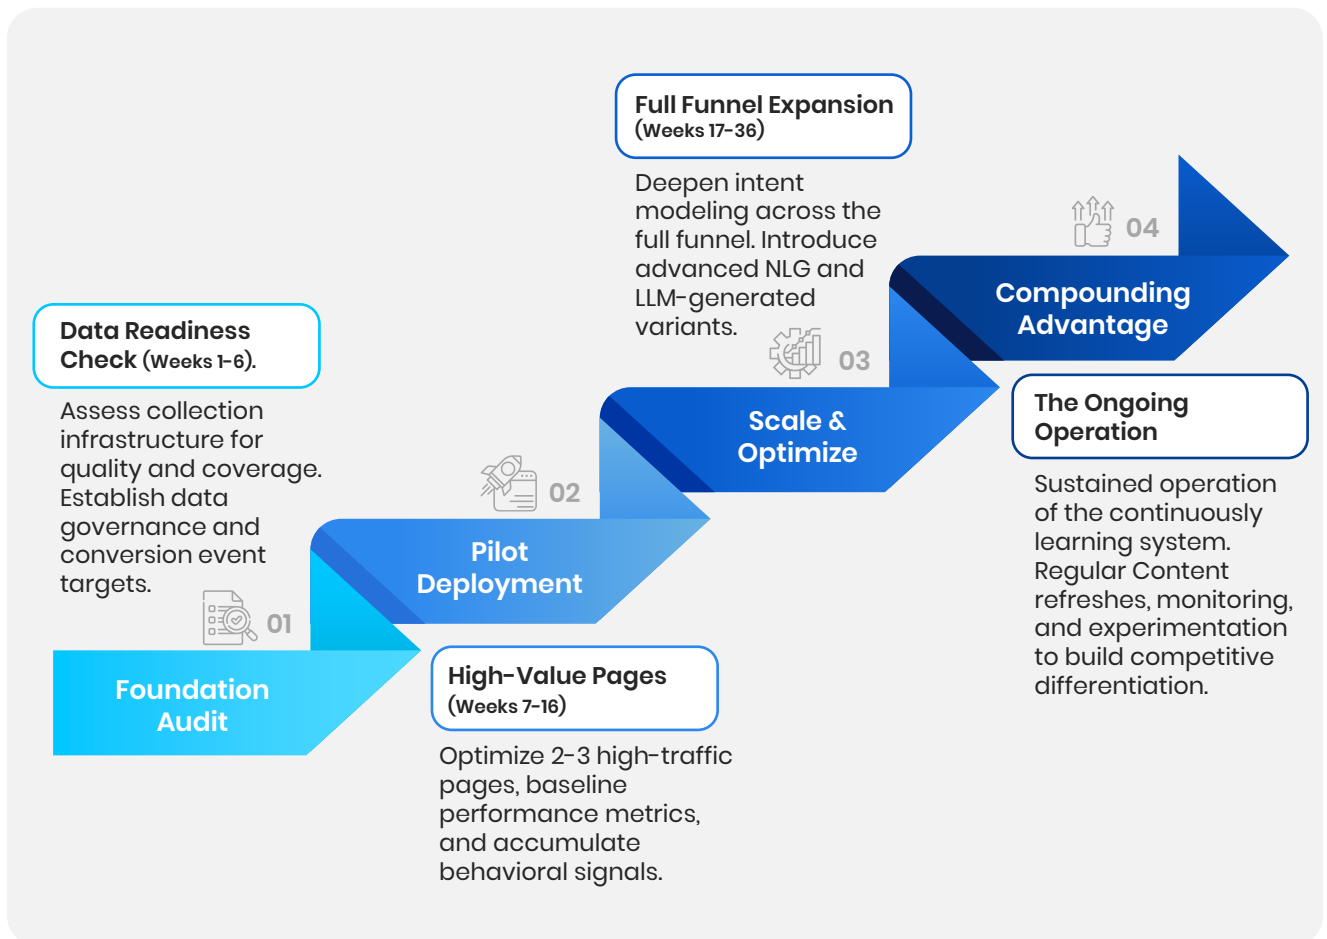 Data Readiness
Check (Weeks 1-6).
Assess collection
infrastructure for
quality and coverage.
Establish data
governance and
conversion event
targets.
01
Foundation
Audit
02
Pilot
Deployment
High-Value Pages
(Weeks 7-16)
Optimize 2-3 high-traffic
pages, baseline
performance metrics,
and accumulate
behavioral signals.
Full Funnel Expansion
(Weeks 17-36)
Deepen intent
modeling across the
full funnel. Introduce
advanced NLG and
LLM-generated
variants.
03
Scale &
Optimize
04
Compounding
Advantage
The Ongoing
Operation
Sustained operation
of the continuously
learning system.
Regular Content
refreshes, monitoring,
and experimentation
to build competitive
differentiation.